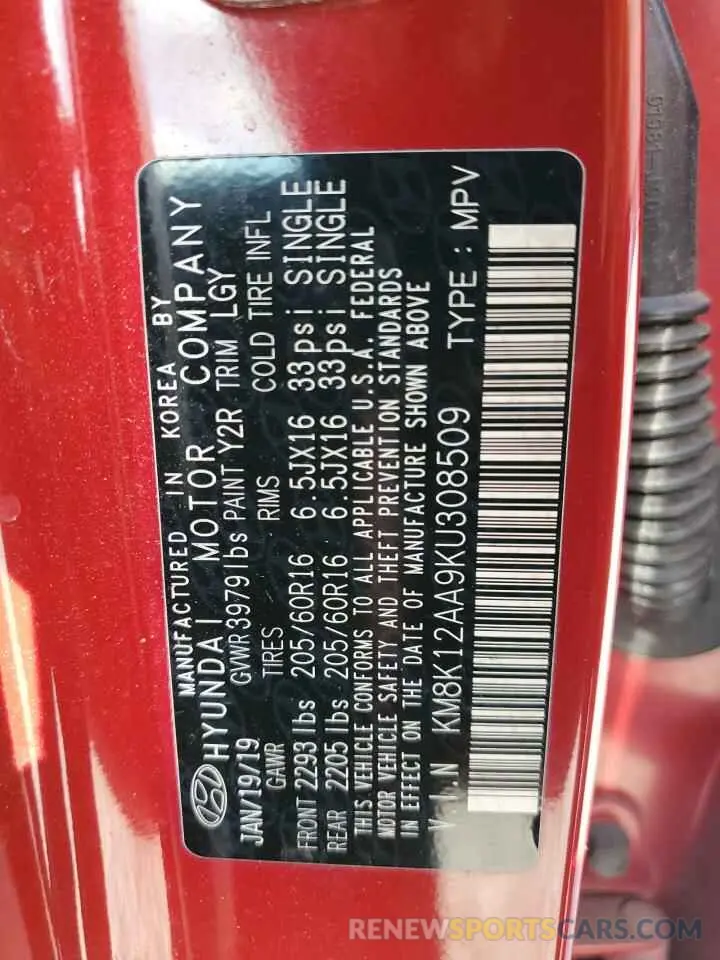 MANUFACTURED IN KOREA BY
HYUNDAI MOTOR COMPANY
JAN/19/19 GVWR 3979lbs PAINT Y2R TRIM LGY
GAWR TIRES RIMS COLD TIRE INFL
FRONT 2293 lbs 205/60R16 6.5JX16 33psi SINGLE
REAR 2205 lbs 205/60R16 6.5JX16 33psi SINGLE
THIS VEHICLE CONFORMS TO ALL APPLICABLE U.S.A. FEDERAL
MOTOR VEHICLE SAFETY AND THEFT PREVENTION STANDARDS
IN EFFECT ON THE DATE OF MANUFACTURE SHOWN ABOVE
V.I.N KM8K12AA9KU308509 TYPE : MPV
RENEWSPORTSCARS.COM